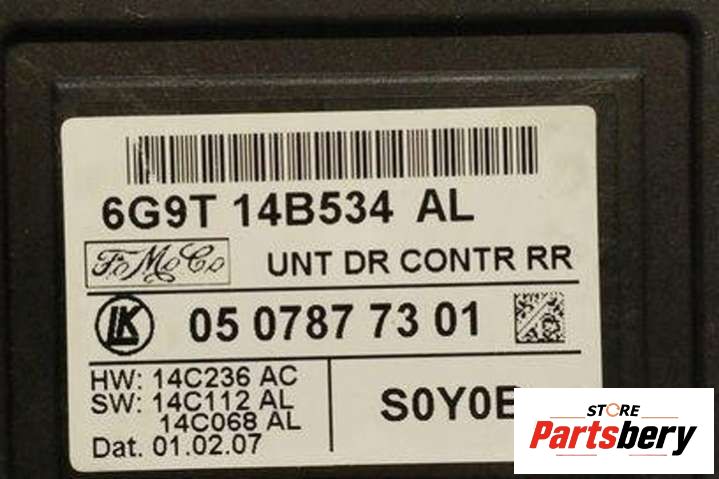 6G9T 14B534 AL
FoMoCo
UNT DR CONTR RR
LK
05 0787 73 01
HW: 14C236 AC
SW: 14C112 AL
14C068 AL
Dat. 01.02.07
STORE
Partsbery